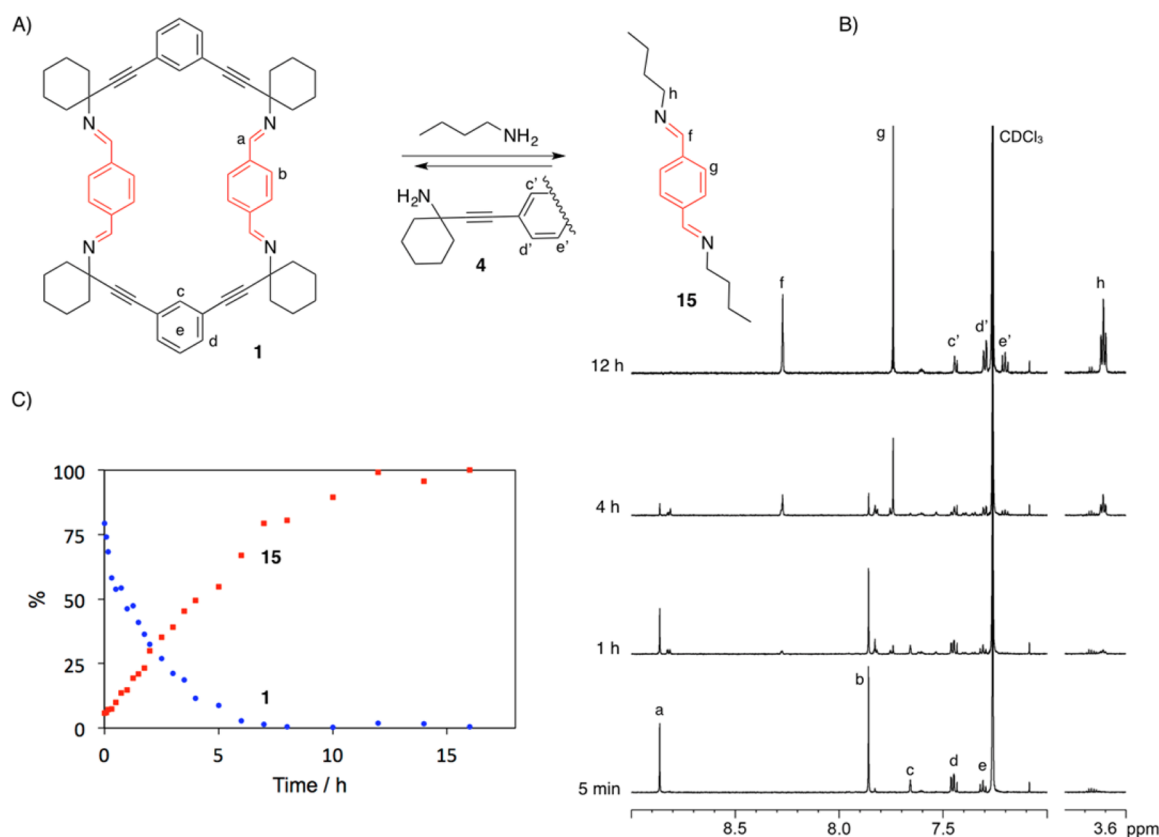 A)
N
N
a
b
N
N
c
e
d
1
NH2
H2N
c'
d'
e'
4
h
N
f
g
N
15
B)
g
CDCl3
f
h
d'
c'
e'
12 h
4 h
1 h
b
a
c
d
e
5 min
8.5
8.0
7.5
3.6 ppm
C)
100
75
50
25
0
%
15
1
0
5
10
15
Time / h